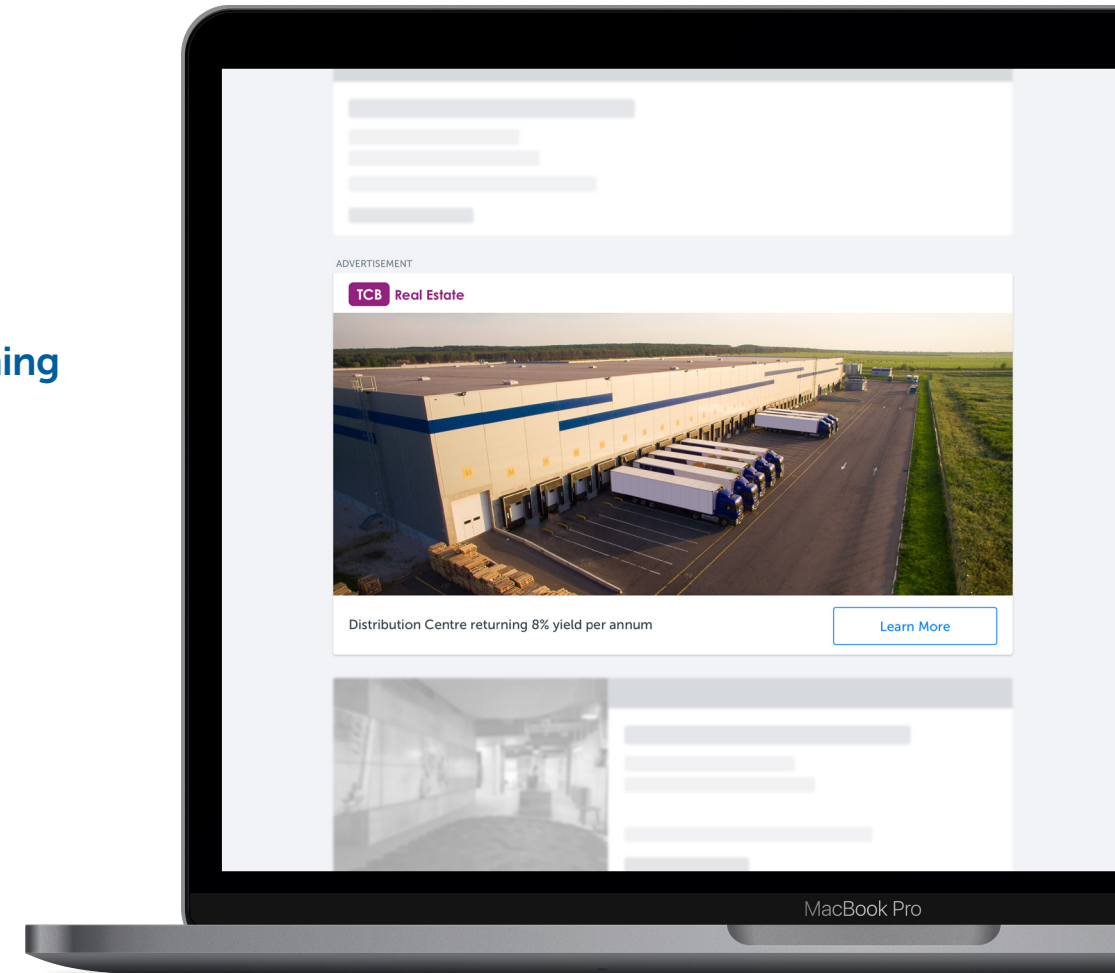 ADVERTISEMENT
TCB Real Estate
ing
Distribution Centre returning 8% yield per annum
Learn More
MacBook Pro